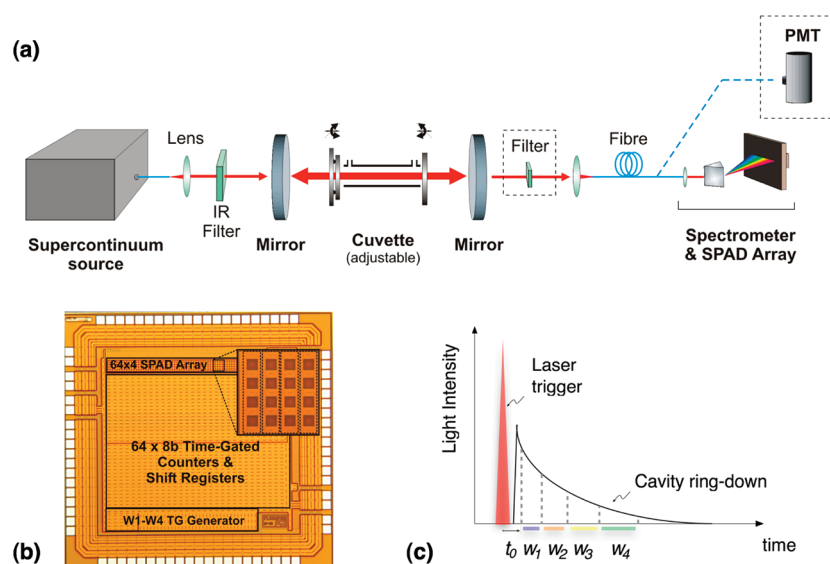 (a)
PMT
Lens
IR
Filter
Supercontinuum
source
Mirror
Cuvette
(adjustable)
Mirror
Filter
Fibre
Spectrometer
& SPAD Array
(b)
64x4 SPAD Array
64 x 8b Time-Gated
Counters &
Shift Registers
W1-W4 TG Generator
(c)
Light Intensity
Laser
trigger
Cavity ring-down
t0 w1 w2 w3 w4 time